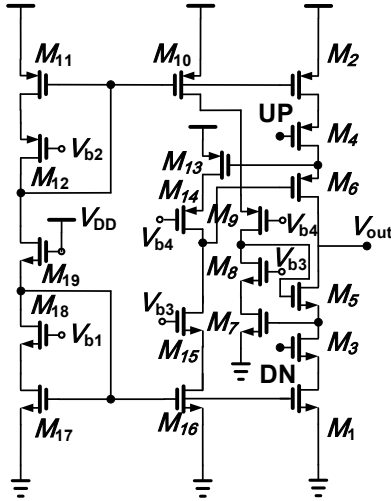 M11 M10 M2
UP
Vb2 M4
M12 M13
M14 M6
VDD M9 Vb4 Vout
Vb4 Vb3
M19 M8
M18 Vb3 M7 M5
Vb1 M3
M15 DN
M17 M16 M1